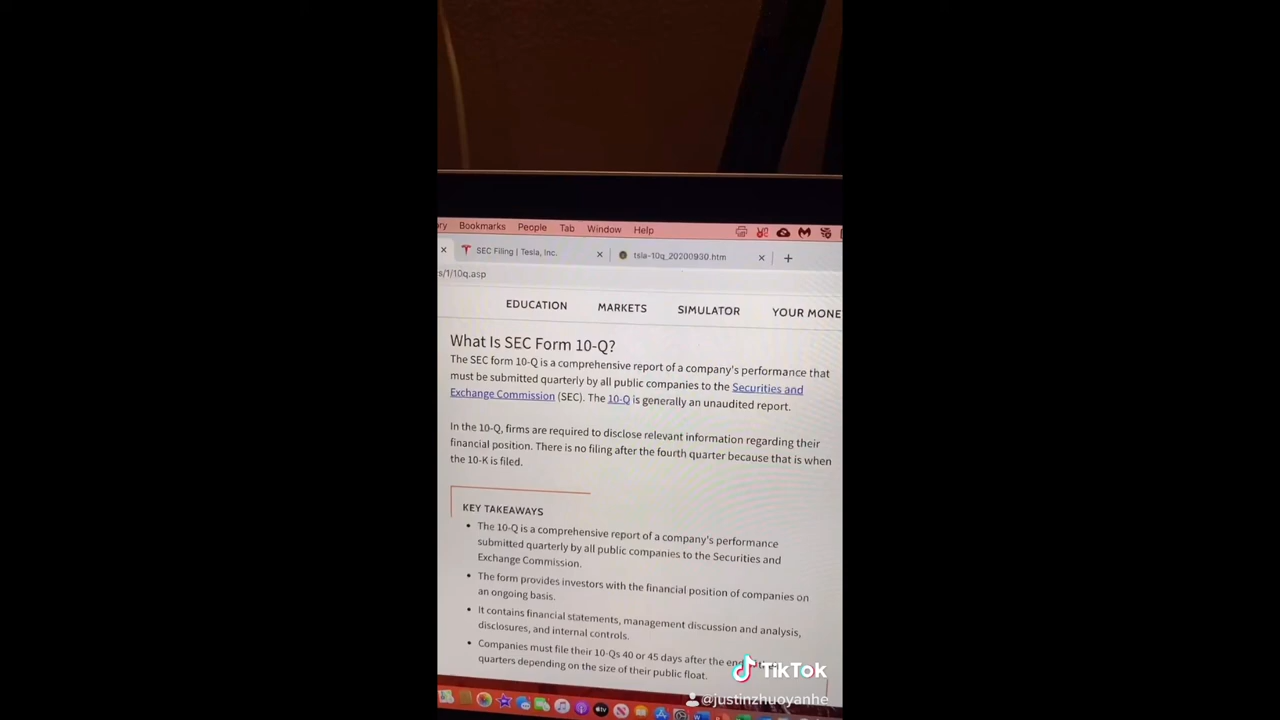 ry Bookmarks People Tab Window Help
SEC Filing | Tesla, Inc. tsla-10q_20200930.htm
s/1/10q.asp
EDUCATION MARKETS SIMULATOR YOUR MONE
What Is SEC Form 10-Q?
The SEC form 10-Q is a comprehensive report of a company's performance that
must be submitted quarterly by all public companies to the Securities and
Exchange Commission (SEC). The 10-Q is generally an unaudited report.
In the 10-Q, firms are required to disclose relevant information regarding their
financial position. There is no filing after the fourth quarter because that is when
the 10-K is filed.
KEY TAKEAWAYS
• The 10-Q is a comprehensive report of a company's performance
submitted quarterly by all public companies to the Securities and
Exchange Commission.
• The form provides investors with the financial position of companies on
an ongoing basis.
• It contains financial statements, management discussion and analysis,
disclosures, and internal controls.
• Companies must file their 10-Qs 40 or 45 days after the end
quarters depending on the size of their public float.
TikTok
@justinzhuoyanhe